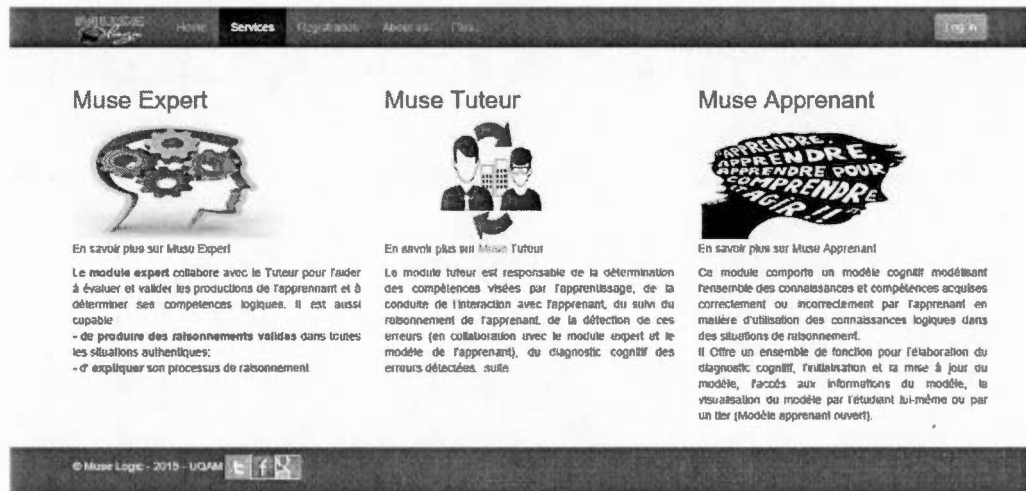 MUSE
Logic
Home Services Registration About us Plus
Log in
Muse Expert
En savoir plus sur Muse Expert
Le module expert collabore avec le Tuteur pour l'aider
à évaluer et valider les productions de l'apprennant et à
déterminer ses compétences logiques. Il est aussi
capable
- de produire des raisonnements valides dans toutes
les situations authentiques;
- d' expliquer son processus de raisonnement
Muse Tuteur
En savoir plus sur Muse Tuteur
Le module tuteur est responsable de la détermination
des compétences visées par l'apprentissage, de la
conduite de l'interaction avec l'apprenant, du suivi du
raisonnement de l'apprenant, de la détection de ces
erreurs (en collaboration avec le module expert et le
modèle de l'apprenant), du diagnostic cognitif des
erreurs détectées. suite
Muse Apprenant
APPRENDRE.
APPRENDRE.
APPRENDRE POUR
COMPRENDRE
AGIR !!
En savoir plus sur Muse Apprenant
Ce module comporte un modèle cognitif modélisant
l'ensemble des connaissances et compétences acquises
correctement ou incorrectement par l'apprenant en
matière d'utilisation des connaissances logiques dans
des situations de raisonnement.
Il Offre un ensemble de fonction pour l'élaboration du
diagnostic cognitif, l'initialisation et la mise à jour du
modèle, l'accès aux informations du modèle, la
visualisation du modèle par l'étudiant lui-même ou par
un tier (Modèle apprenant ouvert).
© Muse Logic - 2015 - UQAM